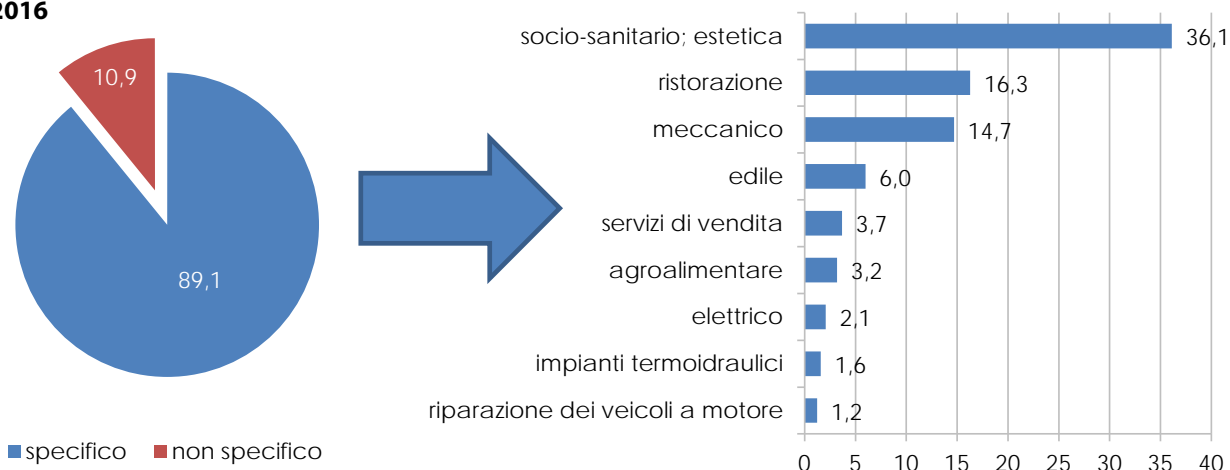 2016
10,9
89,1
specifico non specifico
socio-sanitario; estetica 36,1
ristorazione 16,3
meccanico 14,7
edile 6,0
servizi di vendita 3,7
agroalimentare 3,2
elettrico 2,1
impianti termoidraulici 1,6
riparazione dei veicoli a motore 1,2
0 5 10 15 20 25 30 35 40